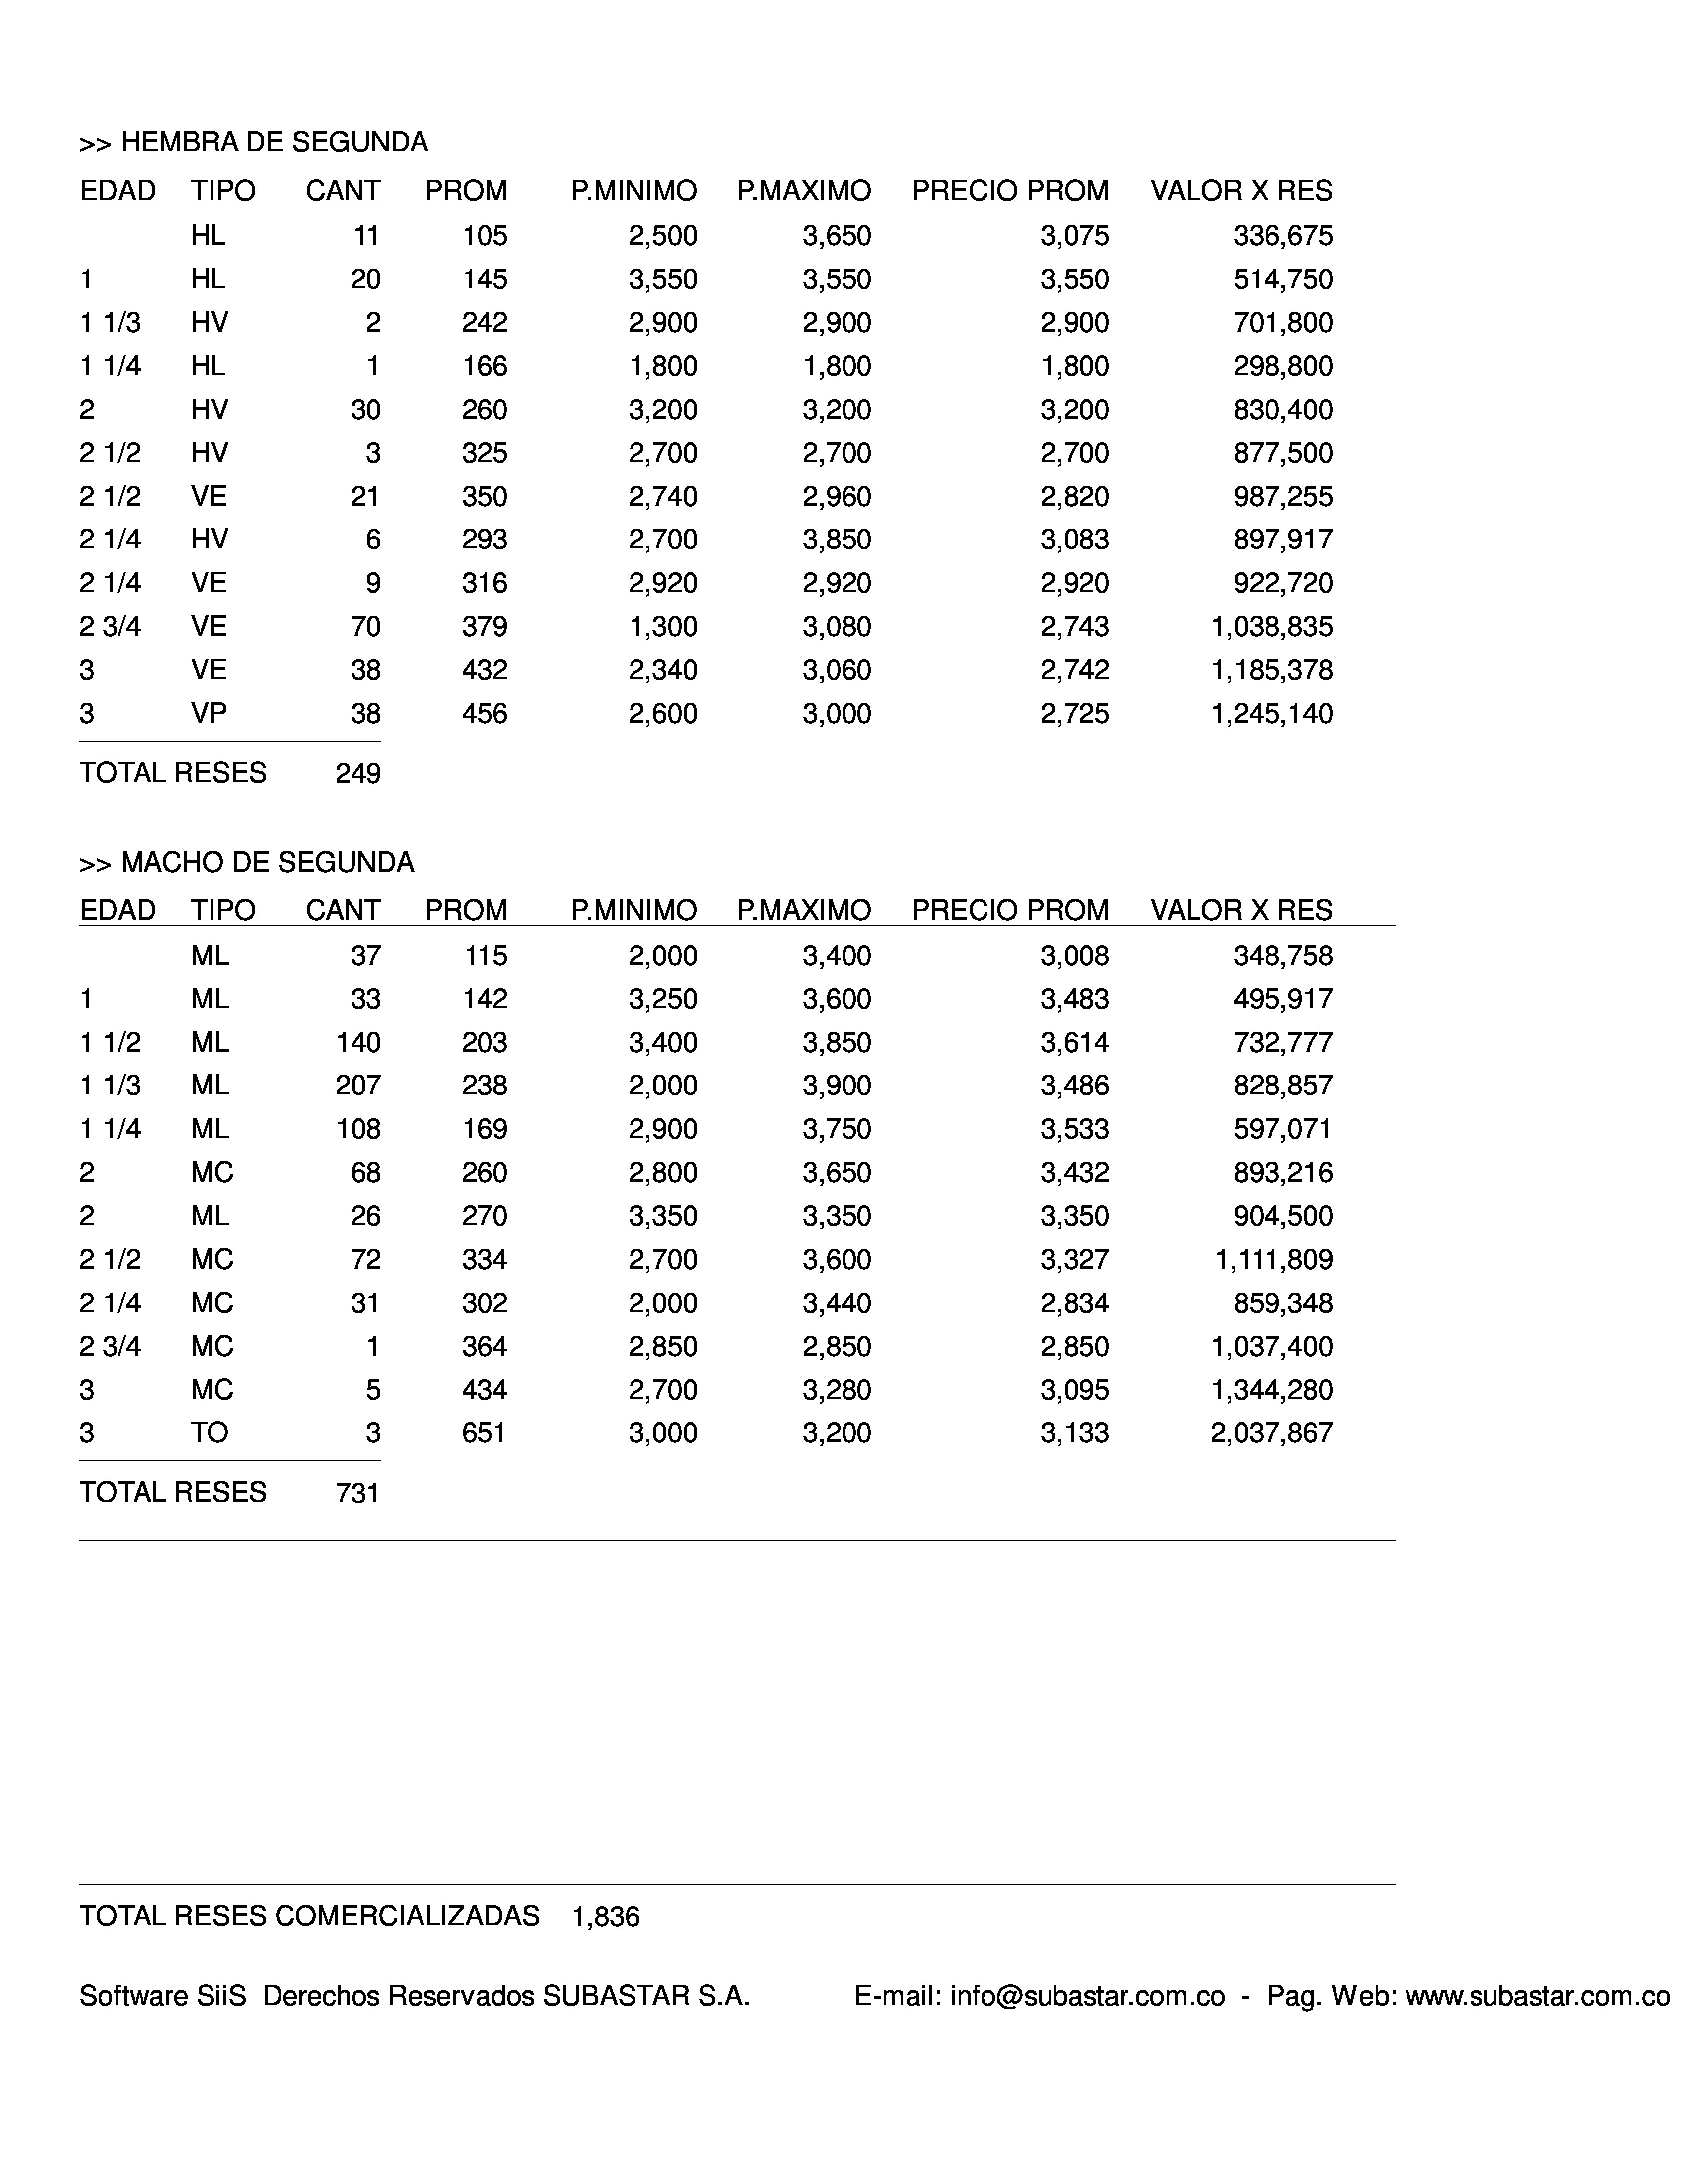 >> HEMBRA DE SEGUNDA
EDAD TIPO CANT PROM P.MINIMO P.MAXIMO PRECIO PROM VALOR X RES
HL 11 105 2,500 3,650 3,075 336,675
1 HL 20 145 3,550 3,550 3,550 514,750
1 1/3 HV 2 242 2,900 2,900 2,900 701,800
1 1/4 HL 1 166 1,800 1,800 1,800 298,800
2 HV 30 260 3,200 3,200 3,200 830,400
2 1/2 HV 3 325 2,700 2,700 2,700 877,500
2 1/2 VE 21 350 2,740 2,960 2,820 987,255
2 1/4 HV 6 293 2,700 3,850 3,083 897,917
2 1/4 VE 9 316 2,920 2,920 2,920 922,720
2 3/4 VE 70 379 1,300 3,080 2,743 1,038,835
3 VE 38 432 2,340 3,060 2,742 1,185,378
3 VP 38 456 2,600 3,000 2,725 1,245,140
TOTAL RESES 249
>> MACHO DE SEGUNDA
EDAD TIPO CANT PROM P.MINIMO P.MAXIMO PRECIO PROM VALOR X RES
ML 37 115 2,000 3,400 3,008 348,758
1 ML 33 142 3,250 3,600 3,483 495,917
1 1/2 ML 140 203 3,400 3,850 3,614 732,777
1 1/3 ML 207 238 2,000 3,900 3,486 828,857
1 1/4 ML 108 169 2,900 3,750 3,533 597,071
2 MC 68 260 2,800 3,650 3,432 893,216
2 ML 26 270 3,350 3,350 3,350 904,500
2 1/2 MC 72 334 2,700 3,600 3,327 1,111,809
2 1/4 MC 31 302 2,000 3,440 2,834 859,348
2 3/4 MC 1 364 2,850 2,850 2,850 1,037,400
3 MC 5 434 2,700 3,280 3,095 1,344,280
3 TO 3 651 3,000 3,200 3,133 2,037,867
TOTAL RESES 731
TOTAL RESES COMERCIALIZADAS 1,836
Software SiiS Derechos Reservados SUBASTAR S.A. E-mail: info@subastar.com.co - Pag. Web: www.subastar.com.co